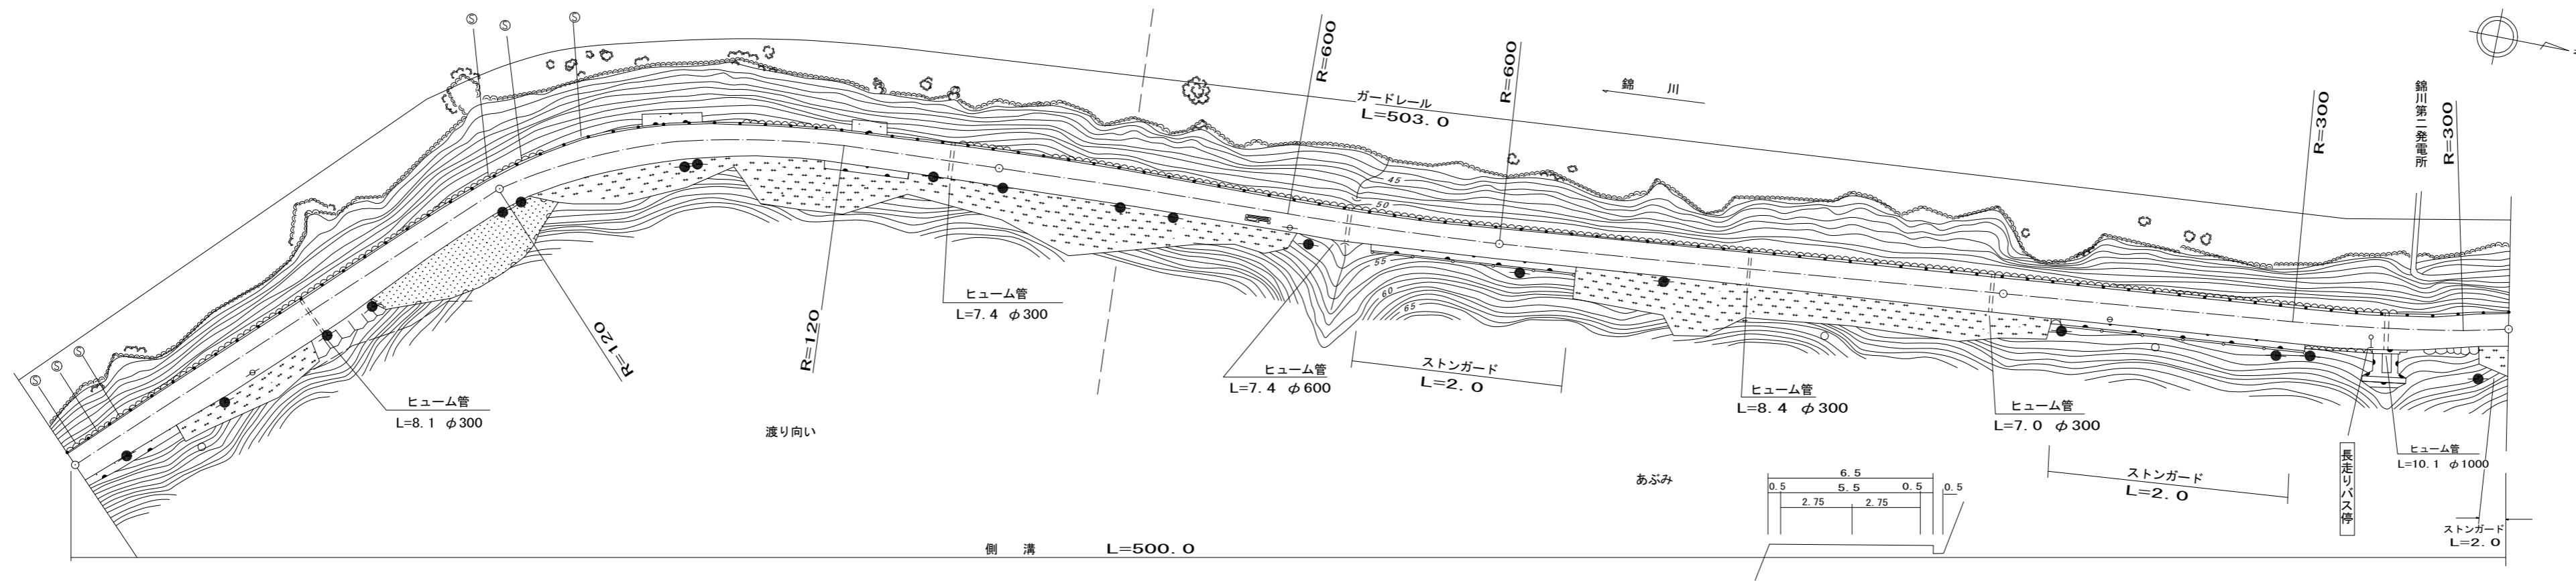 Ⓢ
Ⓢ
Ⓢ
Ⓢ
Ⓢ
Ⓢ
ガードレール
L=503.0
錦 川
R=600
R=600
R=300
錦川第二発電所
R=300
45
50
55
60
65
R=120
R=120
ヒューム管
L=8.1 φ300
ヒューム管
L=7.4 φ300
ヒューム管
L=7.4 φ600
ストンガード
L=2.0
ヒューム管
L=8.4 φ300
ヒューム管
L=7.0 φ300
ストンガード
L=2.0
長走りバス停
ヒューム管
L=10.1 φ1000
ストンガード
L=2.0
渡り向い
あぶみ
6.5
0.5 5.5 0.5 0.5
2.75 2.75
側 溝 L=500.0